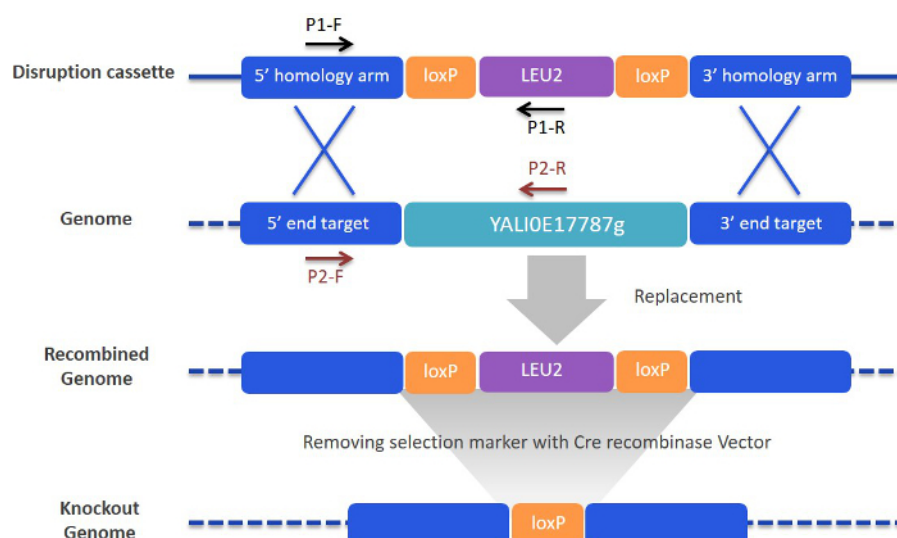 P1-F
Disruption cassette
5’ homology arm
loxP
LEU2
loxP
3’ homology arm
P1-R
P2-R
Genome
5’ end target
YALI0E17787g
3’ end target
P2-F
Replacement
Recombined
Genome
loxP
LEU2
loxP
Removing selection marker with Cre recombinase Vector
Knockout
Genome
loxP